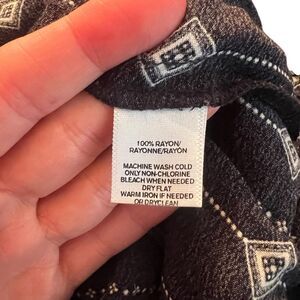 100% RAYON/
RAYONNE/RAYÓN
MACHINE WASH COLD
ONLY NON-CHLORINE
BLEACH WHEN NEEDED
DRY FLAT
WARM IRON IF NEEDED
OR DRYCLEAN